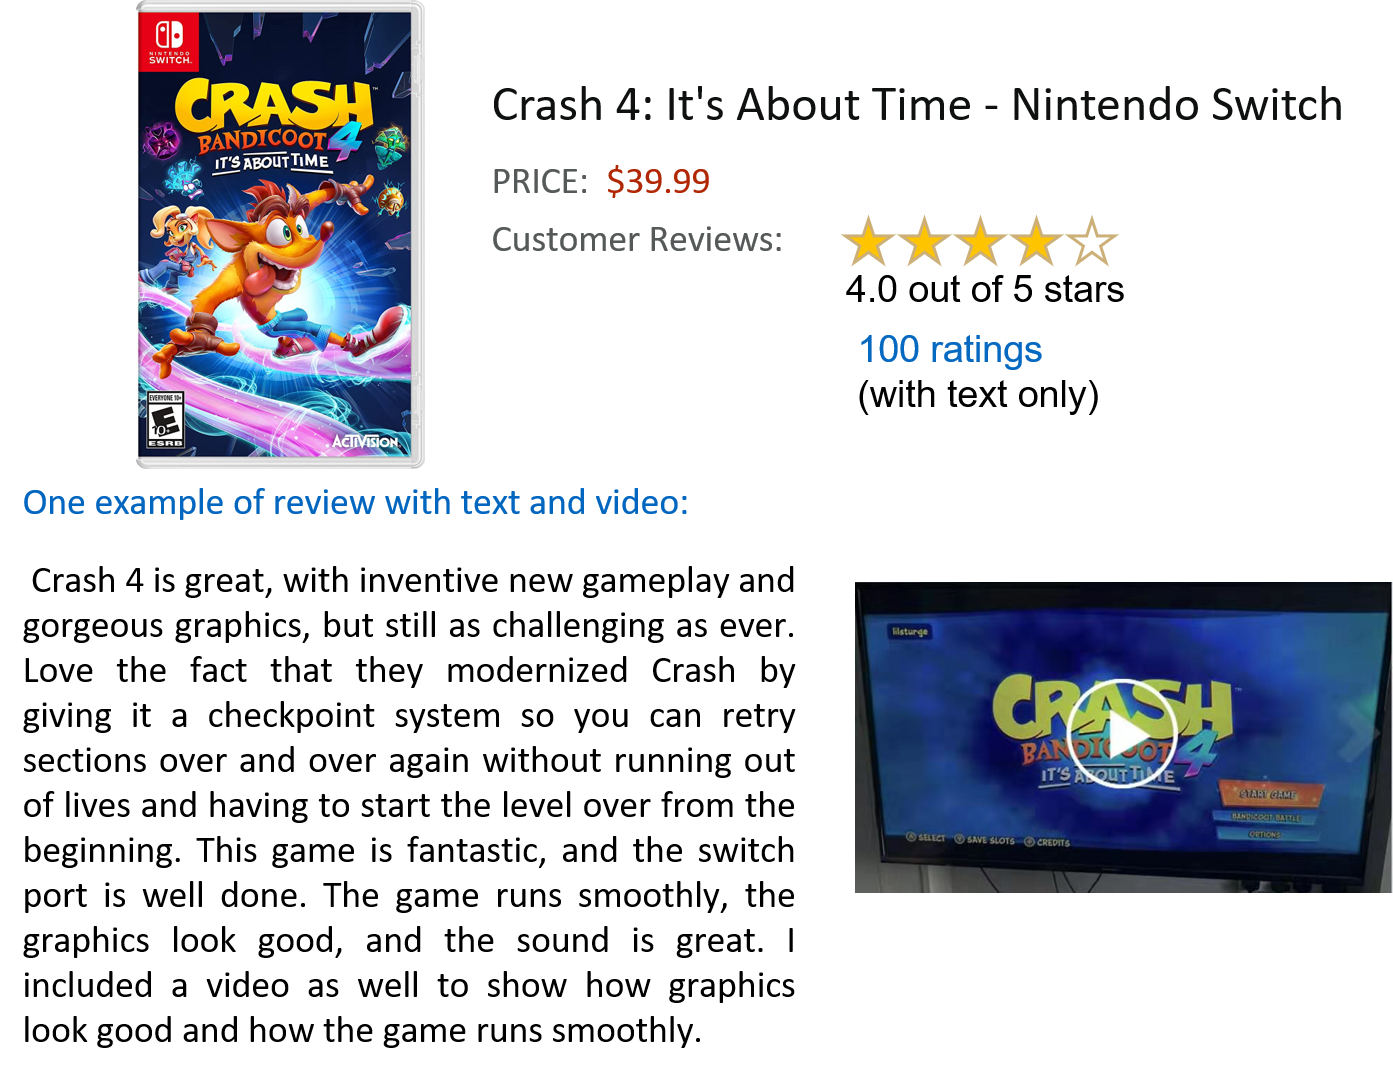 NINTENDO
SWITCH.
CRASH™
BANDICOOT 4
IT'S ABOUT TIME
EVERYONE 10+
E
10+
ESRB
ACTIVISION.
Crash 4: It's About Time - Nintendo Switch
PRICE: $39.99
Customer Reviews:
4.0 out of 5 stars
100 ratings
(with text only)
One example of review with text and video:
Crash 4 is great, with inventive new gameplay and
gorgeous graphics, but still as challenging as ever.
Love the fact that they modernized Crash by
giving it a checkpoint system so you can retry
sections over and over again without running out
of lives and having to start the level over from the
beginning. This game is fantastic, and the switch
port is well done. The game runs smoothly, the
graphics look good, and the sound is great. I
included a video as well to show how graphics
look good and how the game runs smoothly.
lilsturge
CRASH™
BANDICOOT 4
IT'S ABOUT TIME
START GAME
BANDICOOT BATTLE
OPTIONS
SELECT SAVE SLOTS CREDITS